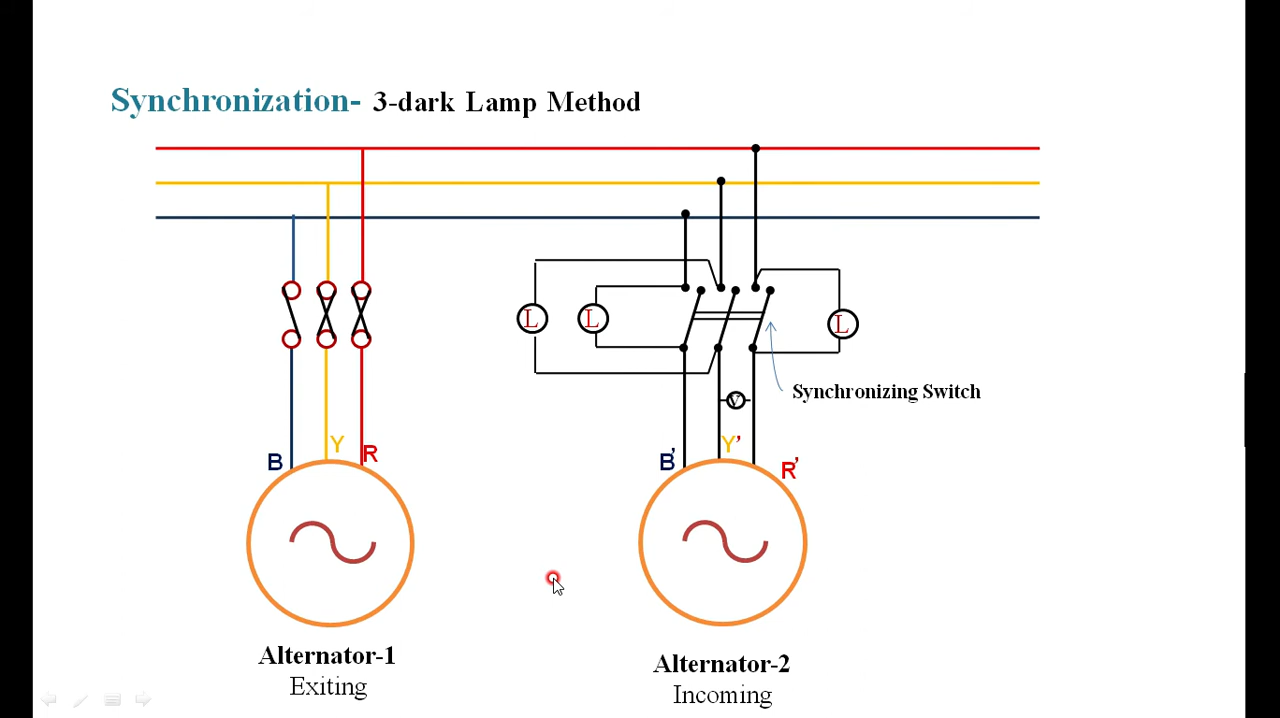 Synchronization- 3-dark Lamp Method
L
L
L
Synchronizing Switch
V
B
Y
R
B'
Y'
R'
Alternator-1
Exiting
Alternator-2
Incoming